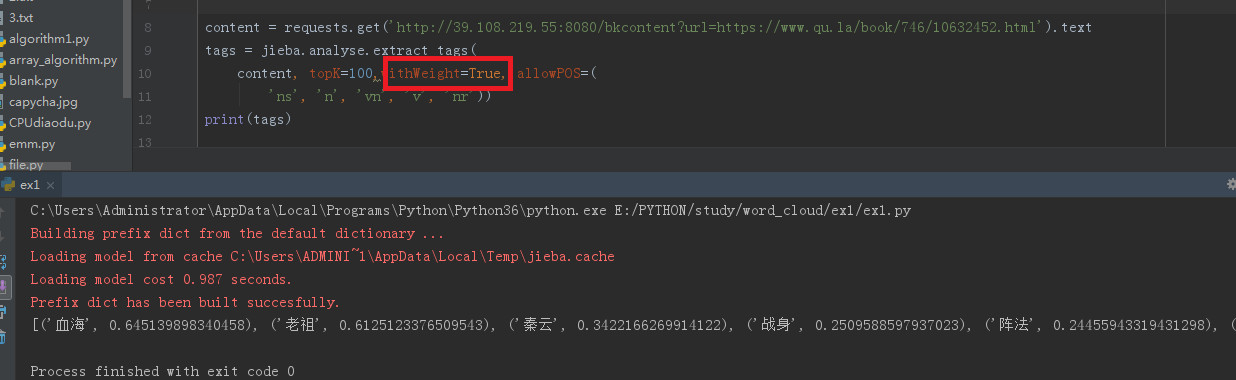 7
3.txt
algorithm1.py
array_algorithm.py
blank.py
capycha.jpg
CPUdiaodu.py
emm.py
file.py
8 content = requests.get('http://39.108.219.55:8080/bkcontent?url=https://www.qu.la/book/746/10632452.html').text
9 tags = jieba.analyse.extract_tags(
10 content, topK=100, withWeight=True, allowPOS=(
11 'ns', 'n', 'vn', 'v', 'nr'))
12 print(tags)
13
ex1
C:\Users\Administrator\AppData\Local\Programs\Python\Python36\python.exe E:/PYTHON/study/word_cloud/ex1/ex1.py
Building prefix dict from the default dictionary ...
Loading model from cache C:\Users\ADMINI~1\AppData\Local\Temp\jieba.cache
Loading model cost 0.987 seconds.
Prefix dict has been built succesfully.
[('血海', 0.645139898340458), ('老祖', 0.6125123376509543), ('秦云', 0.3422166269914122), ('战身', 0.2509588597937023), ('阵法', 0.24455943319431298), (
Process finished with exit code 0